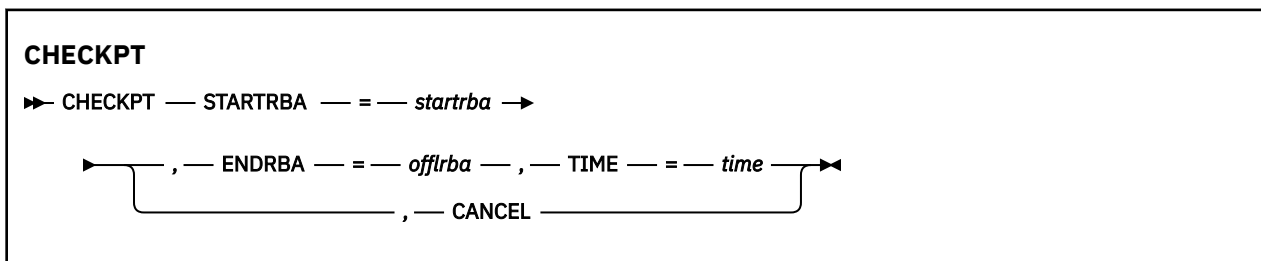 CHECKPT
CHECKPT STARTRBA = startrba
, ENDRBA = offlrba , TIME = time
, CANCEL